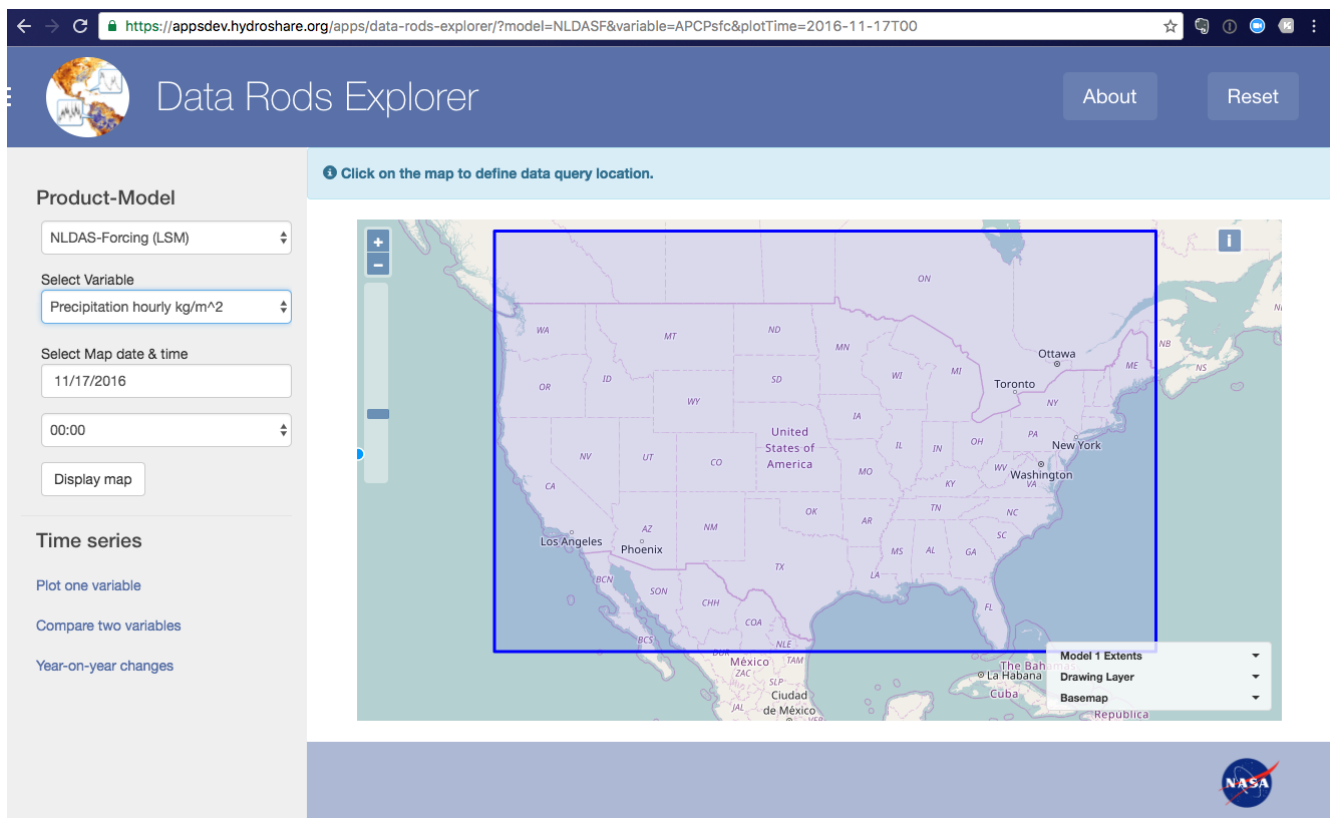 https://appsdev.hydroshare.org/apps/data-rods-explorer/?model=NLDASF&variable=APCPsfc&plotTime=2016-11-17T00
Data Rods Explorer
About
Reset
Click on the map to define data query location.
Product-Model
NLDAS-Forcing (LSM)
Select Variable
Precipitation hourly kg/m^2
Select Map date & time
11/17/2016
00:00
Display map
Time series
Plot one variable
Compare two variables
Year-on-year changes
+
−
i
ON
WA
MT
ND
MN
Ottawa
NB
ME
NS
OR
ID
SD
WI
MI
Toronto
WY
NY
IA
United
States of
America
NV
UT
CO
IL
IN
OH
PA
New York
MO
WV
Washington
CA
KY
VA
OK
TN
NC
AZ
NM
AR
SC
Los Angeles
Phoenix
MS
AL
GA
TX
LA
BCN
SON
CHH
FL
COA
BCS
NLE
DUR
México
TAM
ZAC
SLP
The Baham
La Habana
Cuba
Ciudad
de México
JAL
VER
República
Model 1 Extents
Drawing Layer
Basemap
NASA